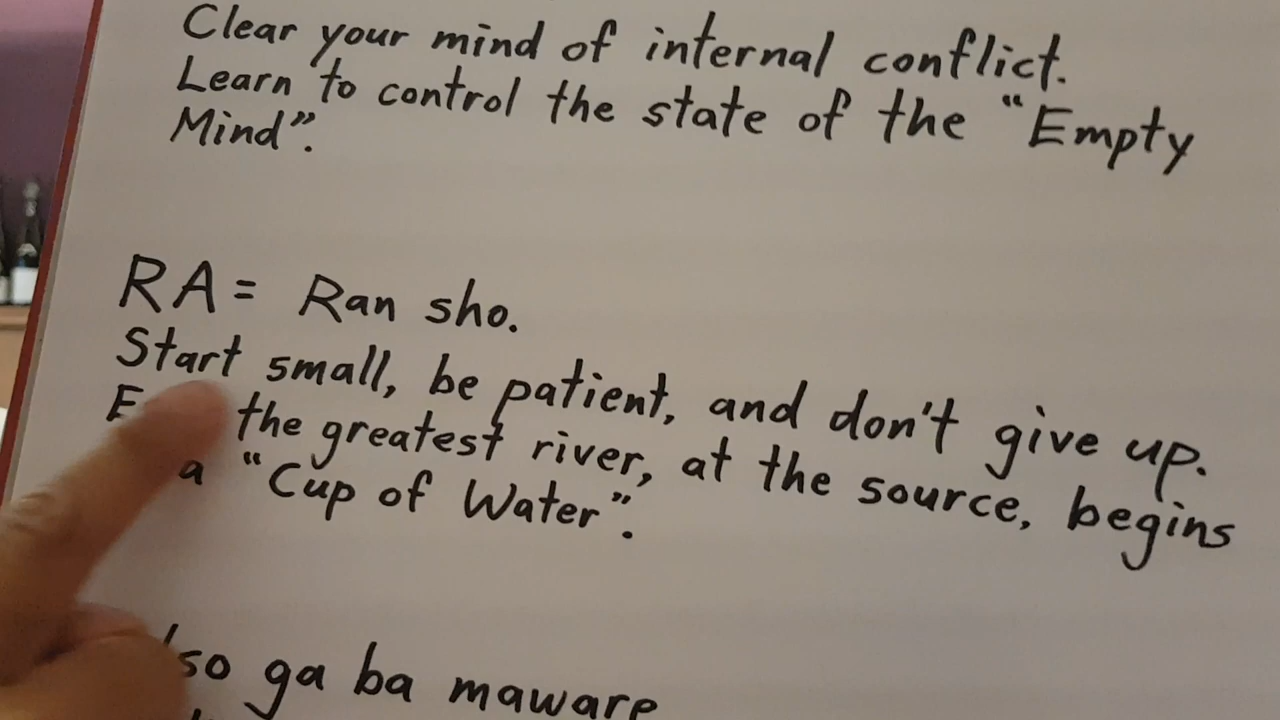 Clear your mind of internal conflict.
Learn to control the state of the "Empty
Mind".
RA = Ran sho.
Start small, be patient, and don't give up.
the greatest river, at the source, begins
a "Cup of Water".
ga ba maware